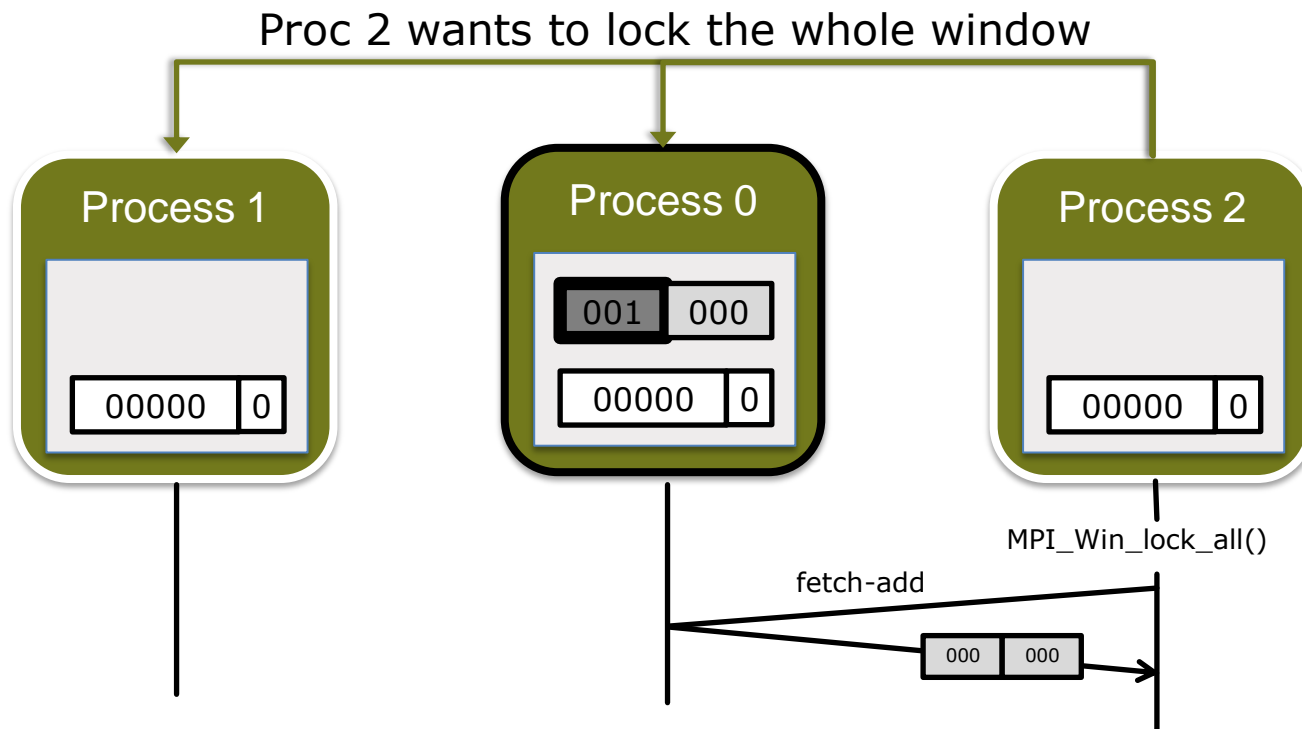 Proc 2 wants to lock the whole window
Process 1
Process 0
Process 2
001 000
00000 0
00000 0
00000 0
MPI_Win_lock_all()
fetch-add
000 000